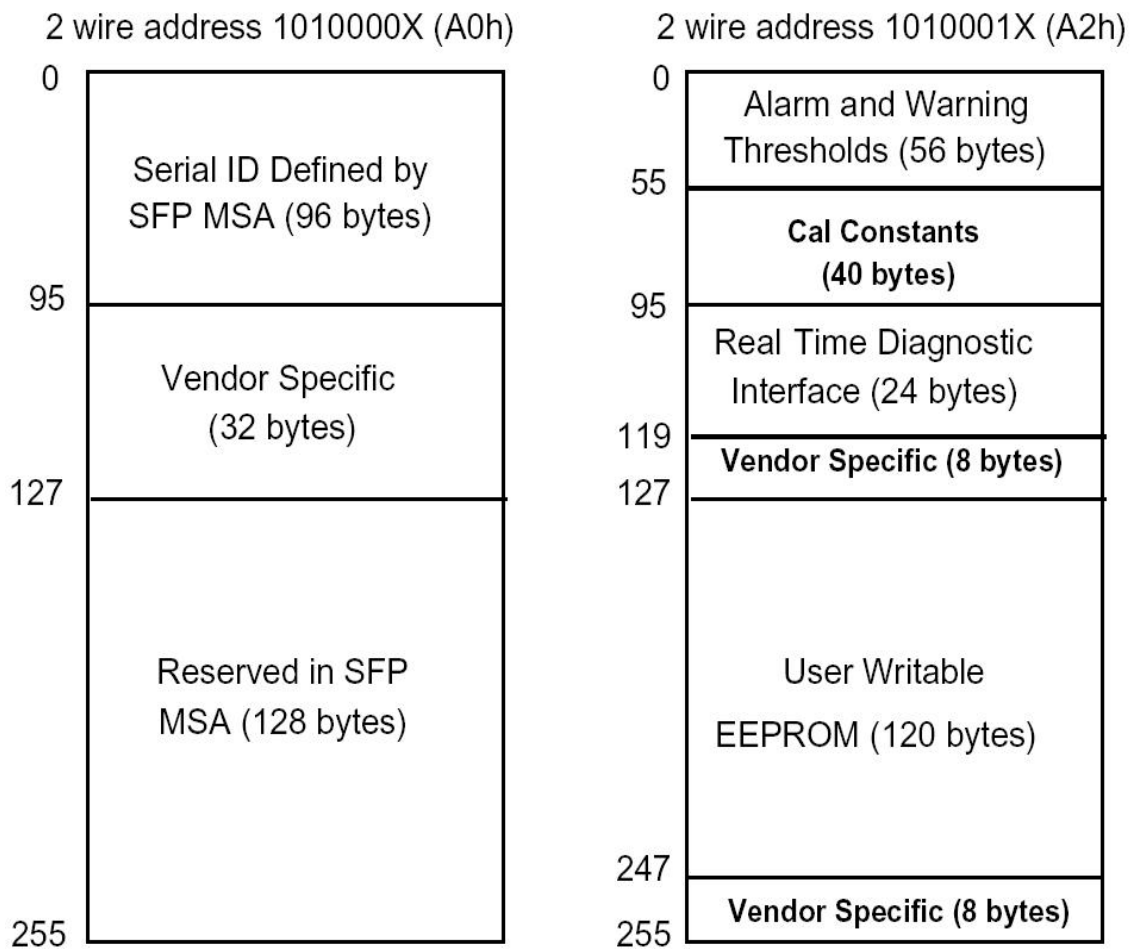 2 wire address 1010000X (A0h)
0
Serial ID Defined by
SFP MSA (96 bytes)
95
Vendor Specific
(32 bytes)
127
Reserved in SFP
MSA (128 bytes)
255
2 wire address 1010001X (A2h)
0
Alarm and Warning
Thresholds (56 bytes)
55
Cal Constants
(40 bytes)
95
Real Time Diagnostic
Interface (24 bytes)
119
Vendor Specific (8 bytes)
127
User Writable
EEPROM (120 bytes)
247
Vendor Specific (8 bytes)
255